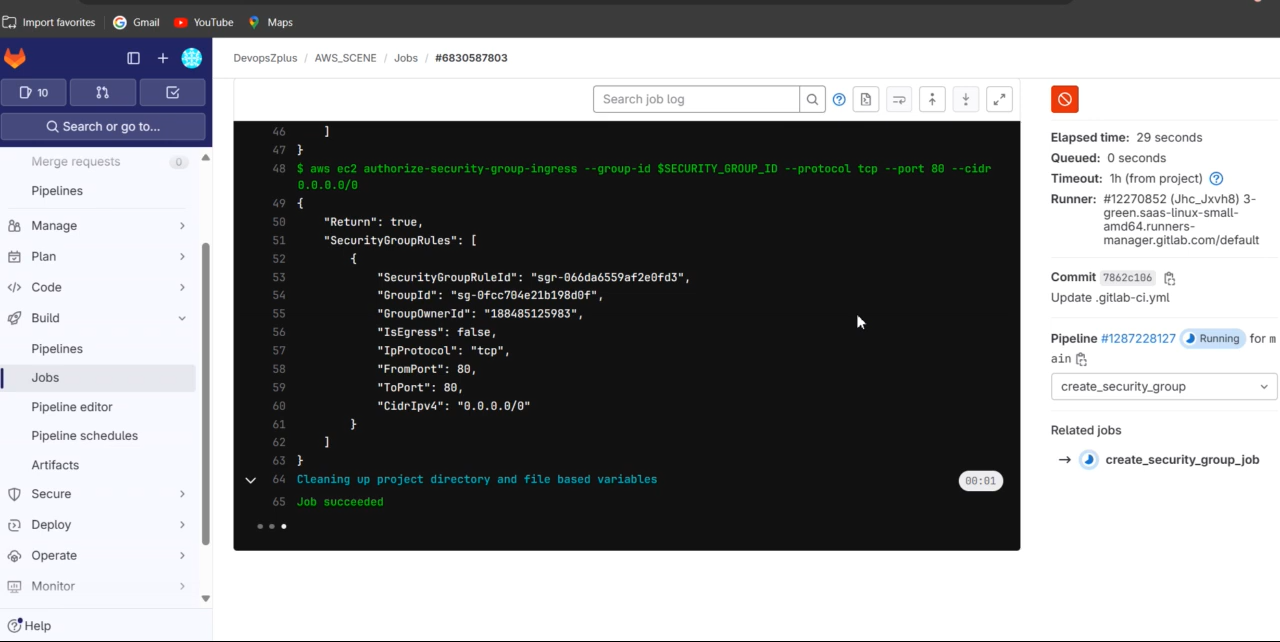 Import favorites
Gmail
YouTube
Maps
10
Search or go to...
Merge requests 0
Pipelines
Manage
Plan
Code
Build
Pipelines
Jobs
Pipeline editor
Pipeline schedules
Artifacts
Secure
Deploy
Operate
Monitor
Help
DevopsZplus / AWS_SCENE / Jobs / #6830587803
Search job log
46 ]
47 }
48 $ aws ec2 authorize-security-group-ingress --group-id $SECURITY_GROUP_ID --protocol tcp --port 80 --cidr
0.0.0.0/0
49 {
50 "Return": true,
51 "SecurityGroupRules": [
52 {
53 "SecurityGroupRuleId": "sgr-066da6559af2e0fd3",
54 "GroupId": "sg-0fcc704e21b198d0f",
55 "GroupOwnerId": "188485125983",
56 "IsEgress": false,
57 "IpProtocol": "tcp",
58 "FromPort": 80,
59 "ToPort": 80,
60 "CidrIpv4": "0.0.0.0/0"
61 }
62 ]
63 }
64 Cleaning up project directory and file based variables 00:01
65 Job succeeded
Elapsed time: 29 seconds
Queued: 0 seconds
Timeout: 1h (from project)
Runner: #12270852 (Jhc_Jxvh8) 3-
green.saas-linux-small-
amd64.runners-
manager.gitlab.com/default
Commit 7862c106
Update .gitlab-ci.yml
Pipeline #1287228127 Running for m
ain
create_security_group
Related jobs
→ create_security_group_job